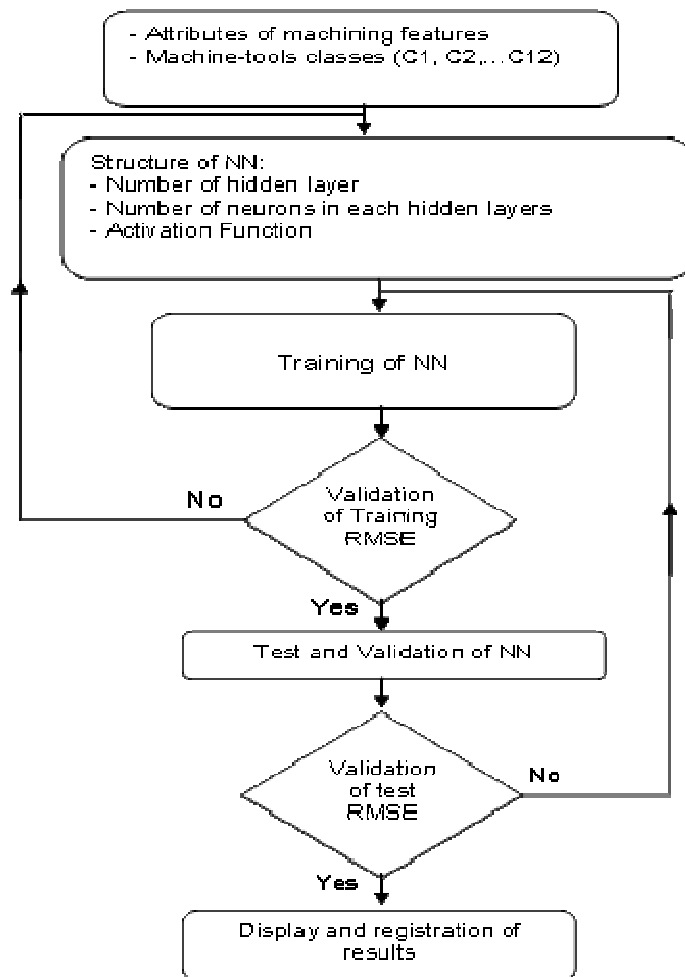 - Attributes of machining features
- Machine-tools classes (C1, C2,...C12)
Structure of NN:
- Number of hidden layer
- Number of neurons in each hidden layers
- Activation Function
Training of NN
No
Validation
of Training
RMSE
Yes
Test and Validation of NN
Validation
of test
RMSE
No
Yes
Display and registration of
results